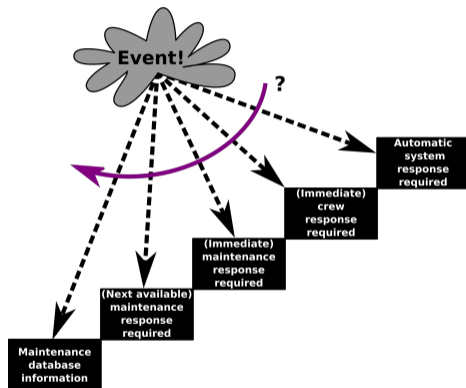 Event!
?
Automatic
system
response
required
(Immediate)
crew
response
required
(Immediate)
maintenance
response
required
(Next available)
maintenance
response
required
Maintenance
database
information